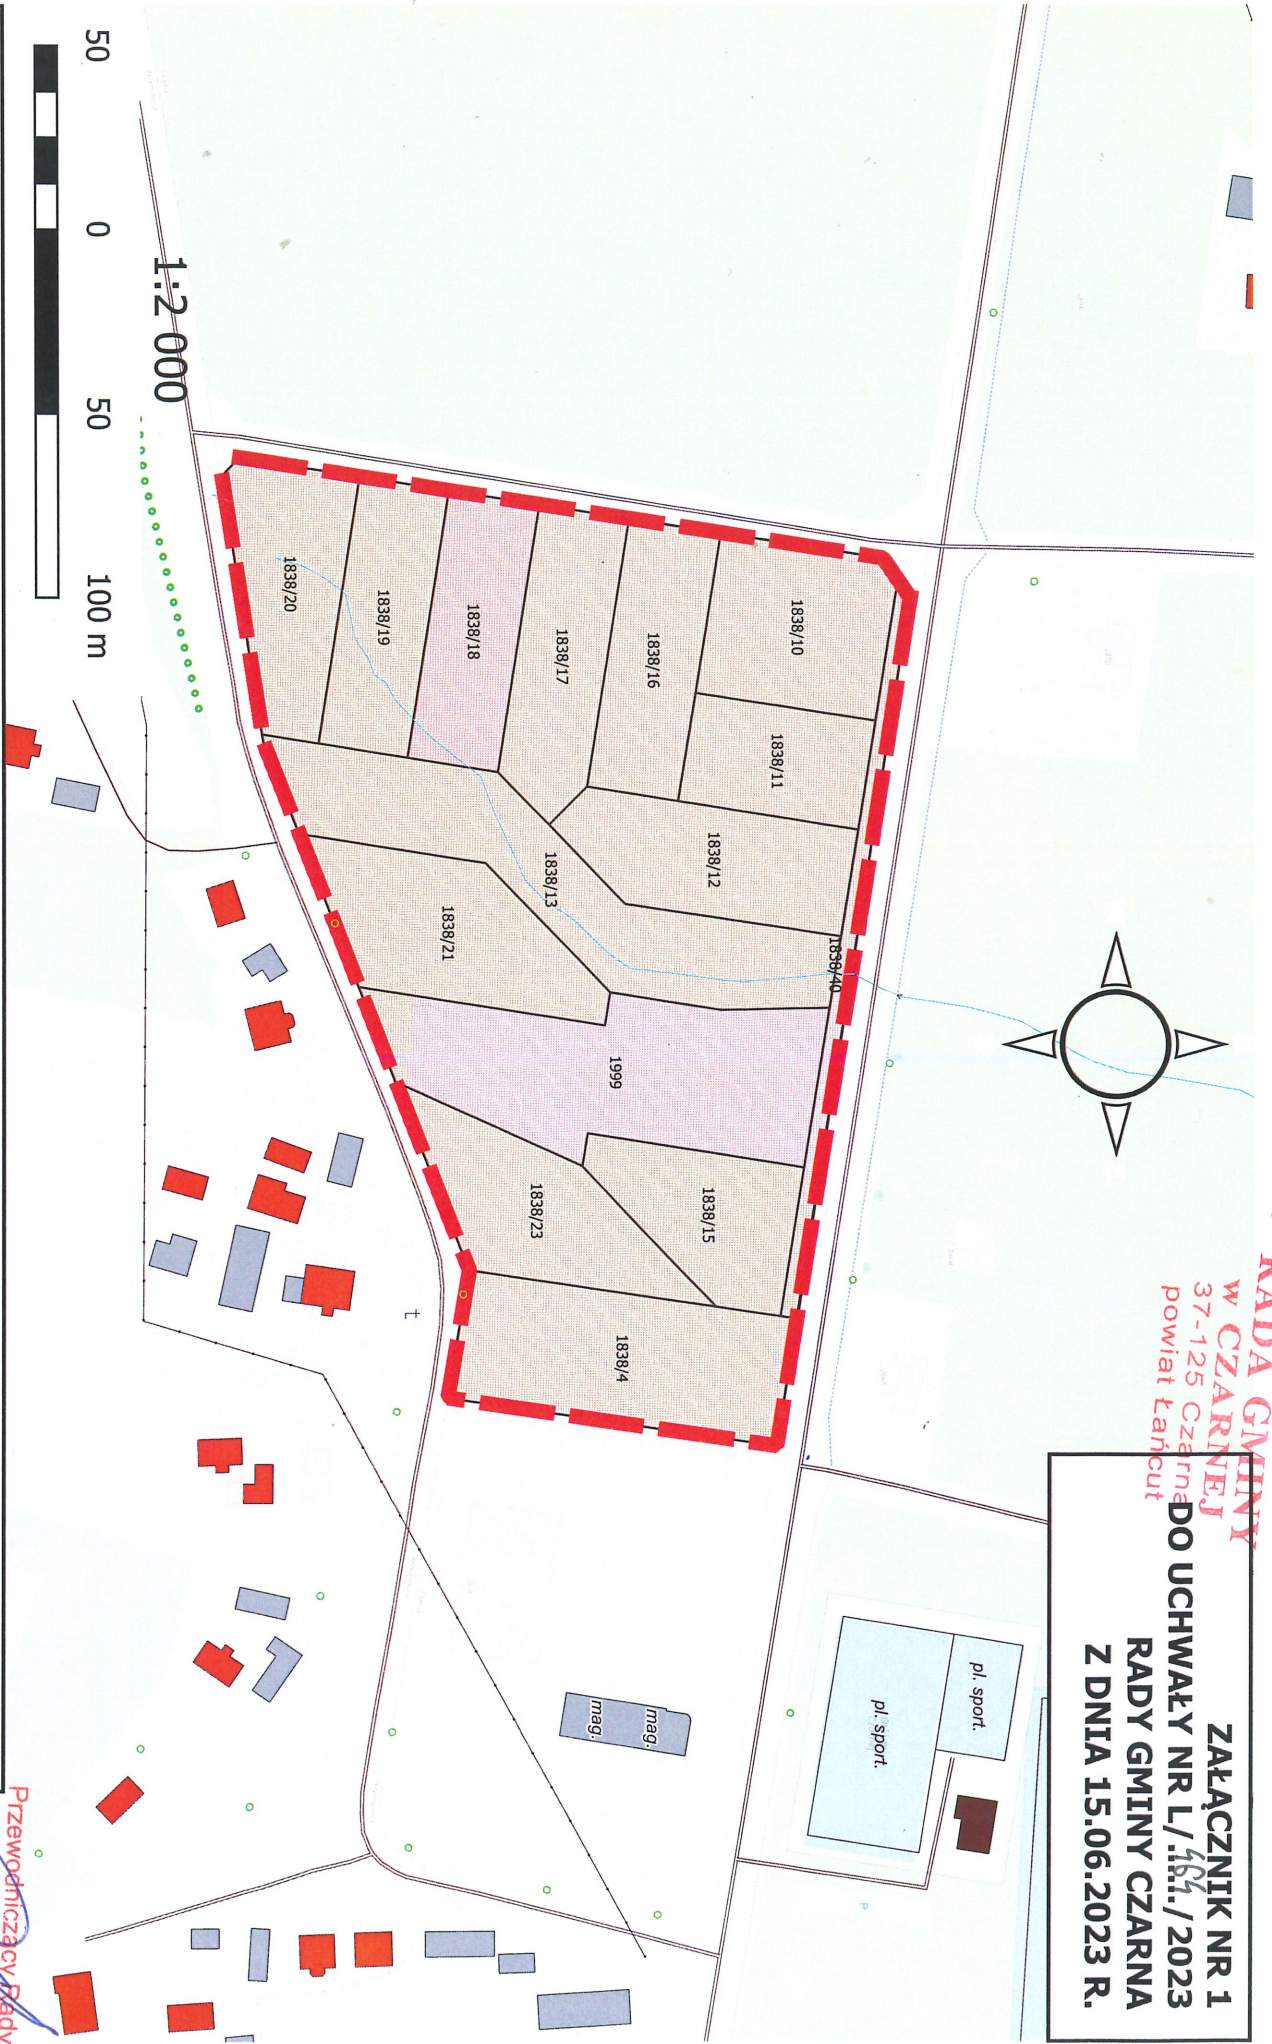 RADA GMINY
w CZARNEJ
37-125 Czarna
powiat Łańcut
ZAŁĄCZNIK NR 1
DO UCHWAŁY NR L/464/2023
RADY GMINY CZARNA
Z DNIA 15.06.2023 R.
pl. sport.
pl. sport.
mag.
mag.
1838/40
1838/10
1838/11
1838/12
1838/15
1838/16
1838/4
1999
1838/17
1838/13
1838/23
1838/18
1838/21
1838/19
1838/20
1:2 000
50 0 50 100 m
Przewodniczący Rady